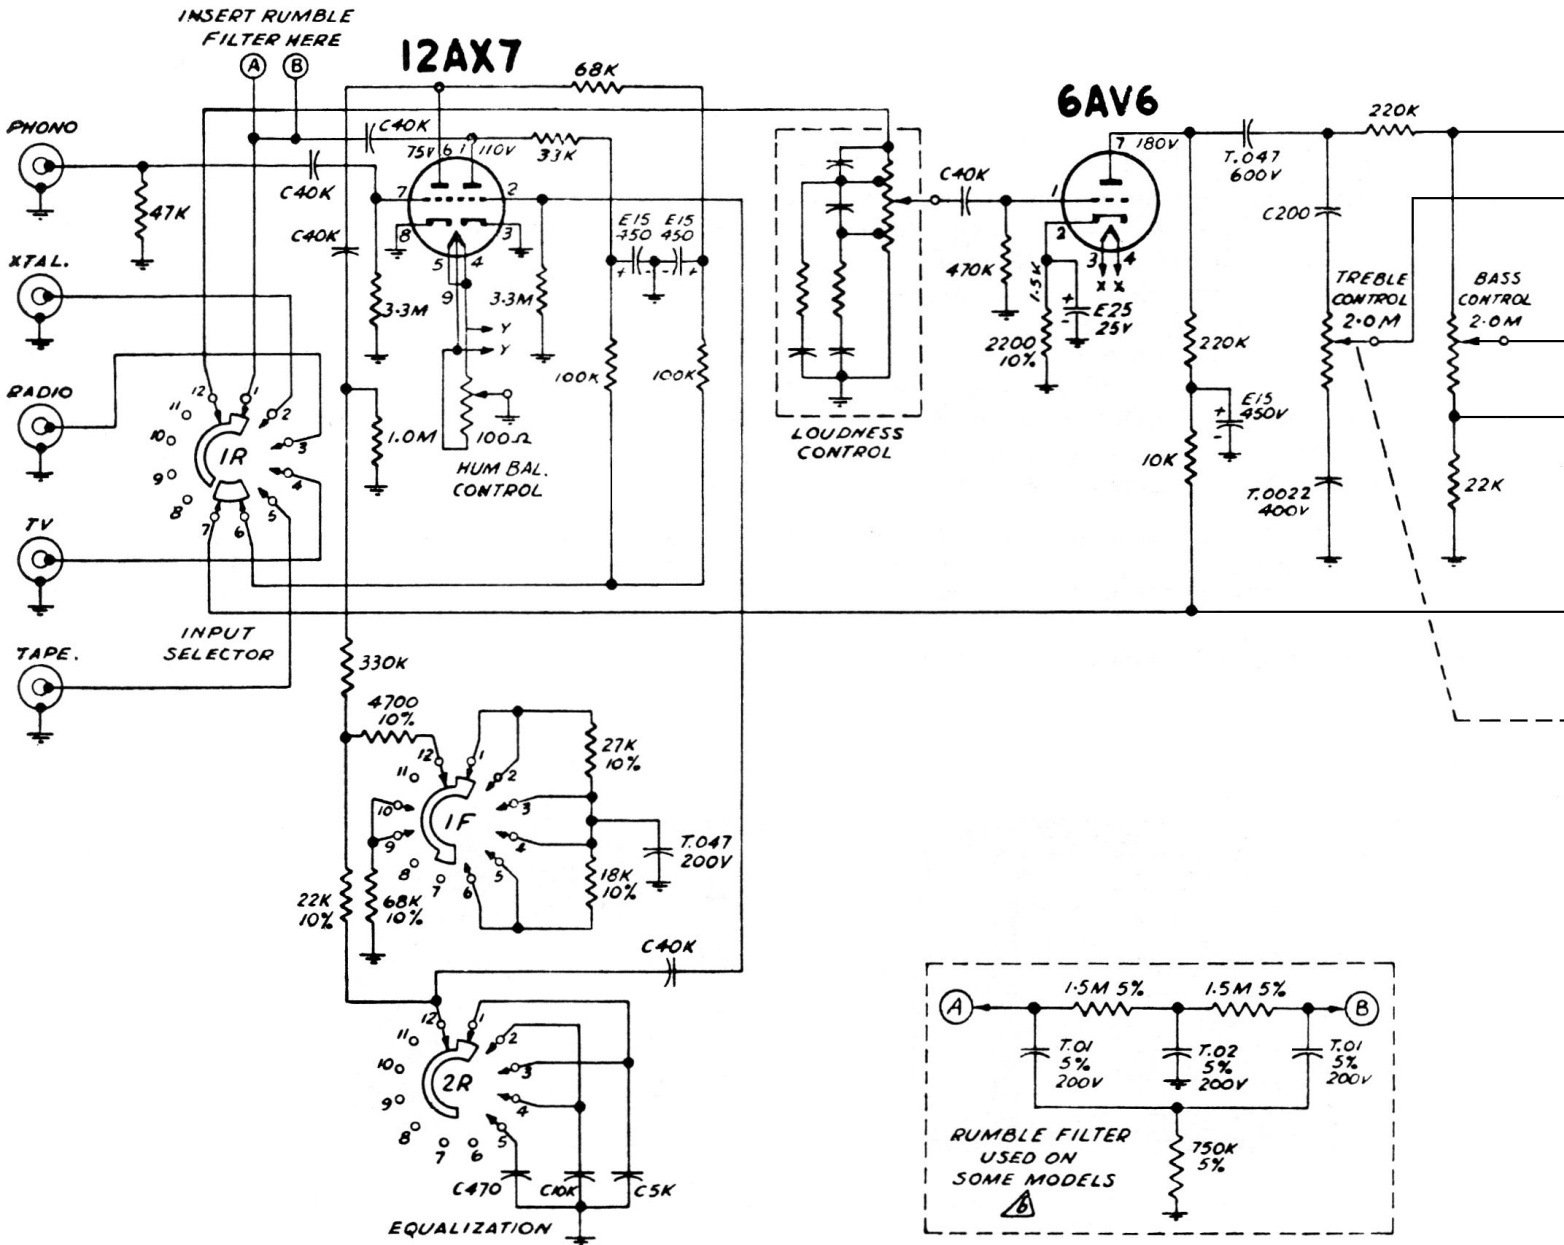 INSERT RUMBLE
FILTER HERE
A B
12AX7
68K
6AV6
220K
PHONO
C40K
75V 6 1 110V
33K
7 180V
T.047
600V
C40K
47K
7 2
8 3
C40K
E15 E15
450 450
+ - - +
C40K
1
2
3 4
X X
470K
1.5K
2200
10%
+
-
E25
25V
C200
TREBLE
CONTROL
2.0M
BASS
CONTROL
2.0M
XTAL.
5 4
9
3.3M
3.3M
Y
Y
220K
RADIO
100K
100K
E15
450V
+
-
12 1
11 2
10 3
9 4
8 5
7 6
1R
1.0M
100Ω
HUM BAL.
CONTROL
LOUDNESS
CONTROL
10K
T.0022
400V
22K
TV
INPUT
SELECTOR
TAPE.
330K
4700
10%
27K
10%
12 1
11 2
10 3
9 4
8 5
7 6
1F
T.047
200V
18K
10%
22K
10%
68K
10%
C40K
12 1
11 2
10 3
9 4
8 5
7 6
2R
C470 C10K C5K
EQUALIZATION
A
1.5M 5% 1.5M 5%
B
T.01
5%
200V
T.02
5%
200V
T.01
5%
200V
RUMBLE FILTER
USED ON
SOME MODELS
6
750K
5%